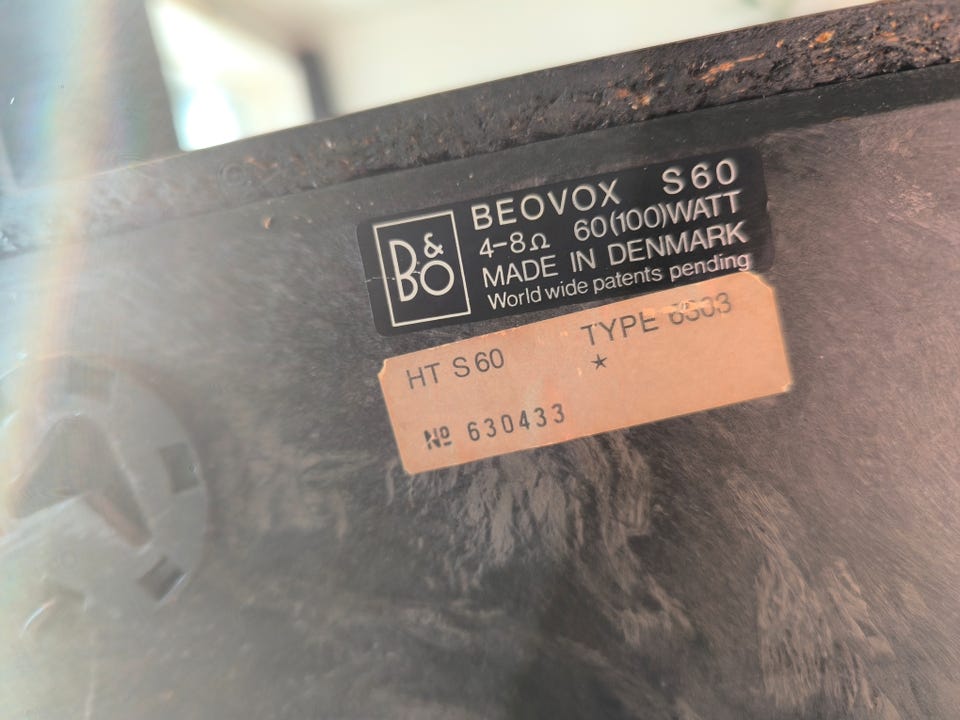 B&O
BEOVOX S60
4-8Ω 60(100)WATT
MADE IN DENMARK
World wide patents pending
HT S60 TYPE 6303
*
Nº 630433